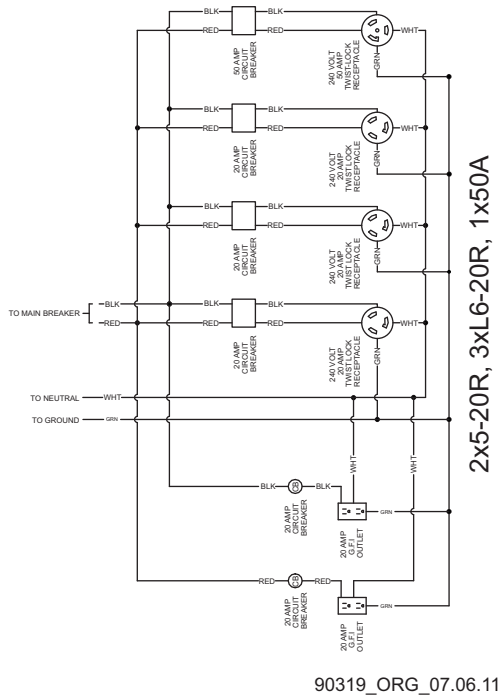 BLK
RED
50 AMP
CIRCUIT
BREAKER
BLK
RED
240 VOLT
50 AMP
TWIST-LOCK
RECEPTACLE
WHT
GRN
BLK
RED
20 AMP
CIRCUIT
BREAKER
BLK
RED
240 VOLT
20 AMP
TWIST LOCK
RECEPTACLE
WHT
GRN
BLK
RED
20 AMP
CIRCUIT
BREAKER
BLK
RED
240 VOLT
20 AMP
TWIST LOCK
RECEPTACLE
WHT
GRN
TO MAIN BREAKER
BLK
RED
BLK
RED
20 AMP
CIRCUIT
BREAKER
BLK
RED
240 VOLT
20 AMP
TWIST LOCK
RECEPTACLE
WHT
GRN
TO NEUTRAL
WHT
TO GROUND
GRN
WHT
WHT
BLK
CB
BLK
20 AMP
CIRCUIT
BREAKER
20 AMP
G.F.I
OUTLET
GRN
RED
CB
RED
20 AMP
CIRCUIT
BREAKER
20 AMP
G.F.I
OUTLET
GRN
2x5-20R, 3xL6-20R, 1x50A
90319_ORG_07.06.11